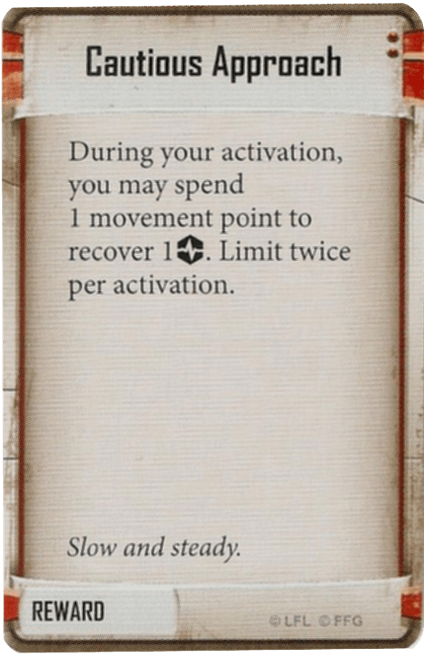 Cautious Approach
During your activation,
you may spend
1 movement point to
recover 1. Limit twice
per activation.
Slow and steady.
REWARD
©LFL ©FFG